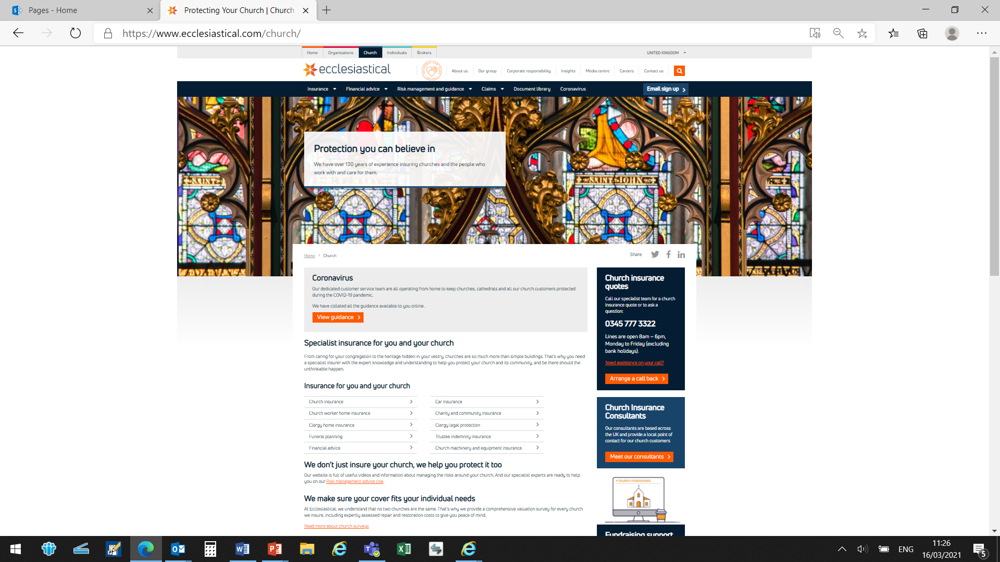 Pages - Home
Protecting Your Church | Church
https://www.ecclesiastical.com/church/
Home
Organisations
Church
Individuals
Brokers
UNITED KINGDOM
ecclesiastical
About us
Our group
Corporate responsibility
Insights
Media centre
Careers
Contact us
Insurance
Financial advice
Risk management and guidance
Claims
Document library
Coronavirus
Email sign up
Protection you can believe in
We have over 130 years of experience insuring churches and the people who
work with and care for them.
SAINT
MARY
SAINT JOHN
Home > Church
Share
Coronavirus
Our dedicated customer service team are all operating from home to keep churches, cathedrals and all our church customers protected
during the COVID-19 pandemic.
We have collated all the guidance available to you online .
View guidance
Specialist insurance for you and your church
From caring for your congregation to the heritage hidden in your vestry, churches are so much more than simple buildings. That's why you need
a specialist insurer with the expert knowledge and understanding to help you protect your church and its community, and be there should the
unthinkable happen.
Insurance for you and your church
Church insurance
Church worker home insurance
Clergy home insurance
Funeral planning
Financial advice
Car insurance
Charity and community insurance
Clergy legal protection
Trustee indemnity insurance
Church machinery and equipment insurance
We don't just insure your church, we help you protect it too
Our website is full of useful videos and information about managing the risks around your church. And our specialist experts are ready to help
you on our Risk management advice line.
We make sure your cover fits your individual needs
At Ecclesiastical, we understand that no two churches are the same. That's why we provide a comprehensive valuation survey for every church
we insure, including expertly assessed repair and restoration costs to give you peace of mind.
Read more about church surveys
Church insurance
quotes
Call our specialist team for a church
insurance quote or to ask a
question:
0345 777 3322
Lines are open 8am – 6pm,
Monday to Friday (excluding
bank holidays).
Need assistance on your call?
Arrange a call back
Church Insurance
Consultants
Our consultants are based across
the UK and provide a local point of
contact for our church customers
Meet our consultants
CHURCH FUNDRAISING
Fundraising support
ENG
11:26
16/03/2021
5